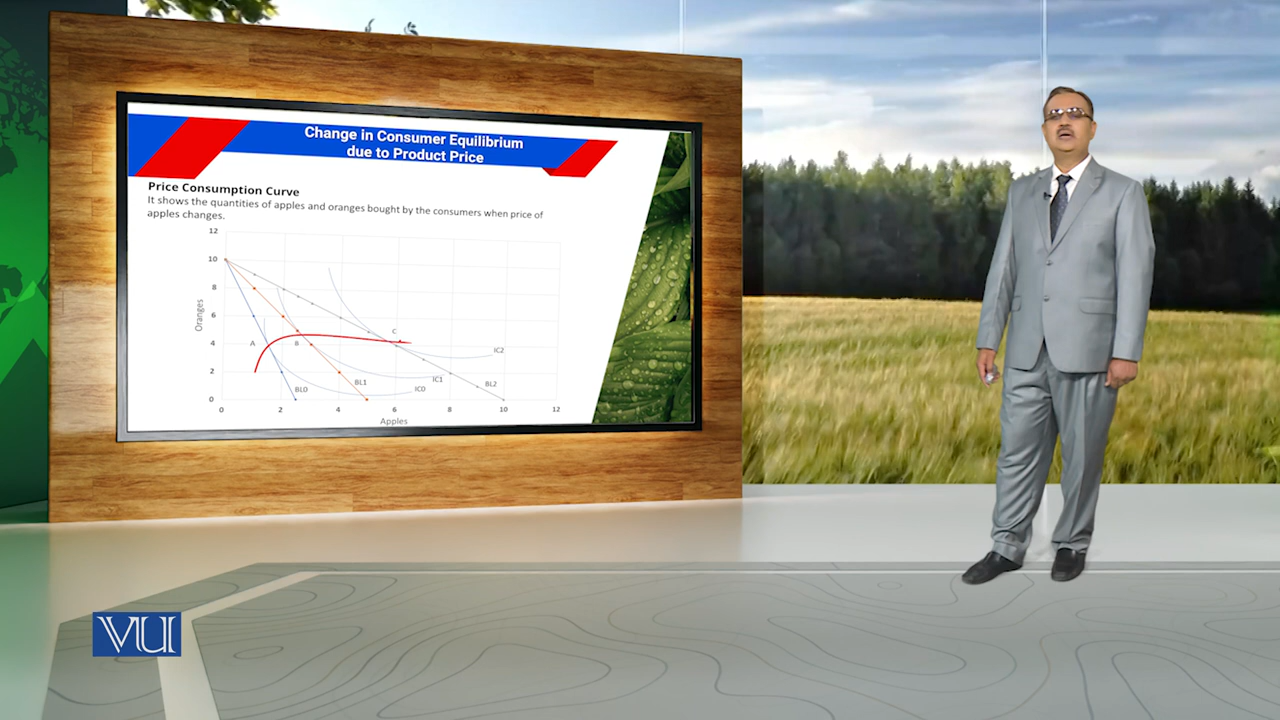 Change in Consumer Equilibrium
due to Product Price
Price Consumption Curve
It shows the quantities of apples and oranges bought by the consumers when price of
apples changes.
12
10
8
6
4
2
0
Oranges
A
B
C
IC2
IC1
IC0
BL0
BL1
BL2
0 2 4 6 8 10 12
Apples
VU